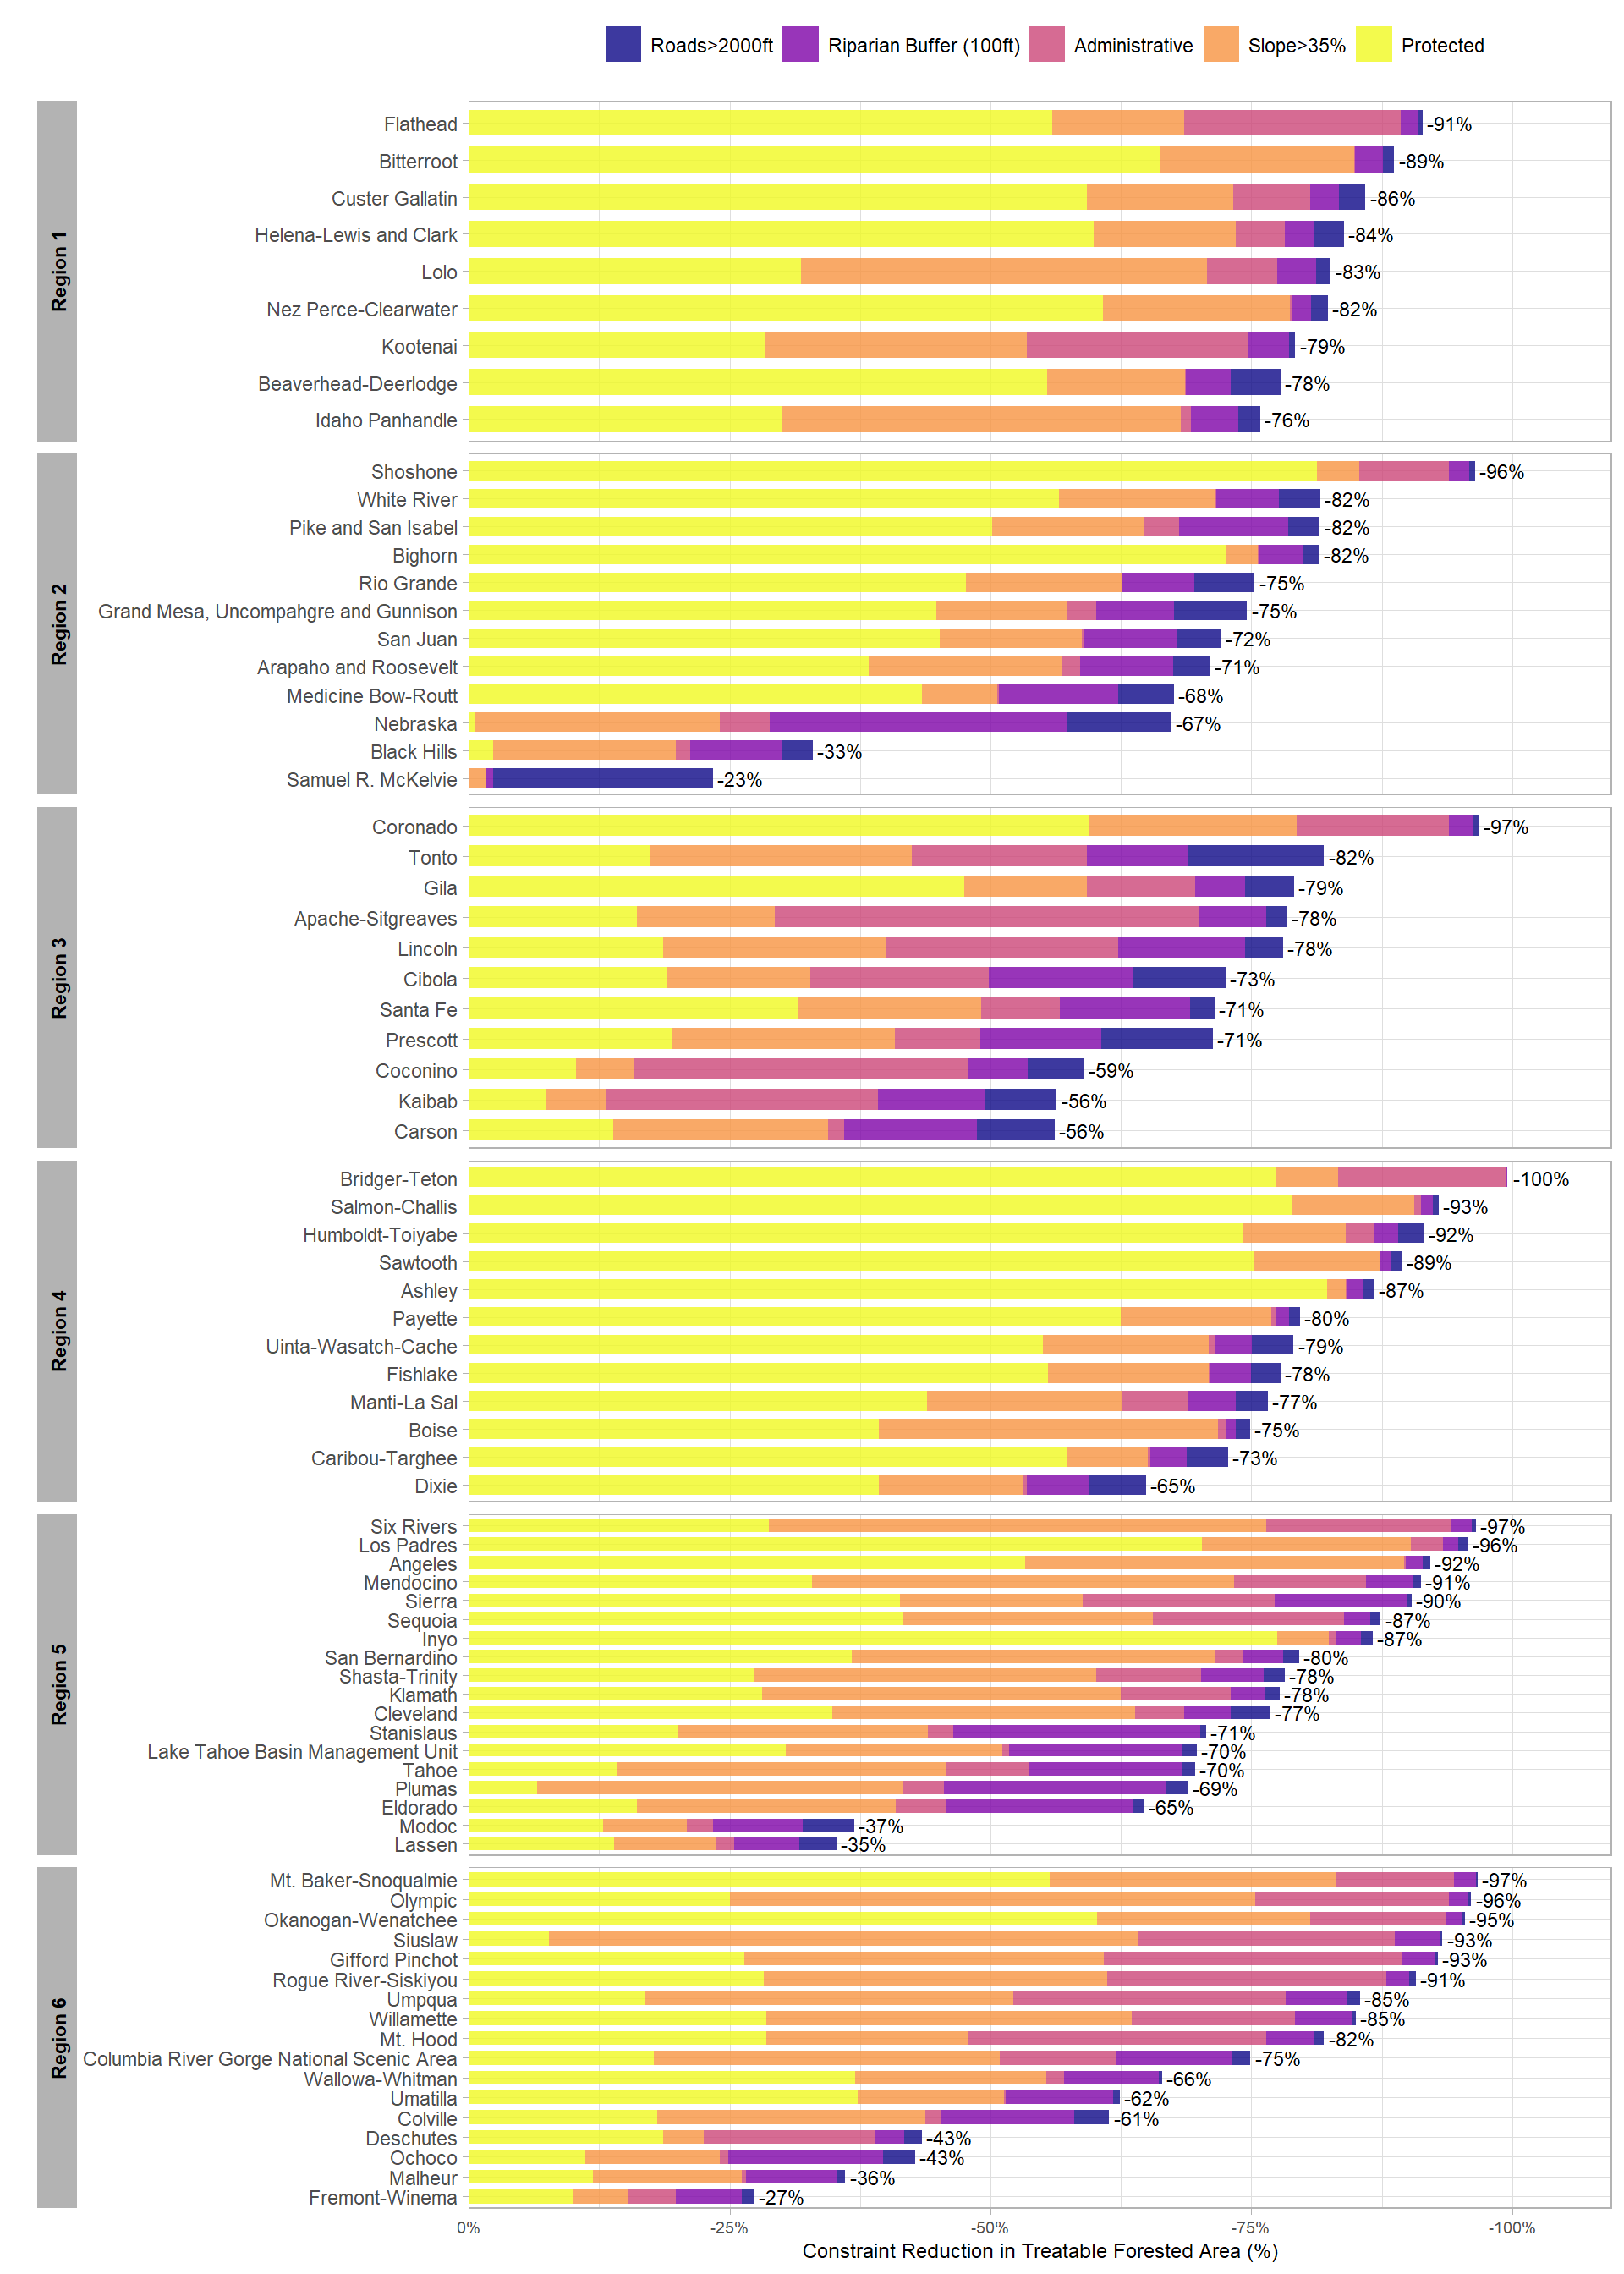 Roads>2000ft Riparian Buffer (100ft) Administrative Slope>35% Protected
Region 1
Flathead -91%
Bitterroot -89%
Custer Gallatin -86%
Helena-Lewis and Clark -84%
Lolo -83%
Nez Perce-Clearwater -82%
Kootenai -79%
Beaverhead-Deerlodge -78%
Idaho Panhandle -76%
Region 2
Shoshone -96%
White River -82%
Pike and San Isabel -82%
Bighorn -82%
Rio Grande -75%
Grand Mesa, Uncompahgre and Gunnison -75%
San Juan -72%
Arapaho and Roosevelt -71%
Medicine Bow-Routt -68%
Nebraska -67%
Black Hills -33%
Samuel R. McKelvie -23%
Region 3
Coronado -97%
Tonto -82%
Gila -79%
Apache-Sitgreaves -78%
Lincoln -78%
Cibola -73%
Santa Fe -71%
Prescott -71%
Coconino -59%
Kaibab -56%
Carson -56%
Region 4
Bridger-Teton -100%
Salmon-Challis -93%
Humboldt-Toiyabe -92%
Sawtooth -89%
Ashley -87%
Payette -80%
Uinta-Wasatch-Cache -79%
Fishlake -78%
Manti-La Sal -77%
Boise -75%
Caribou-Targhee -73%
Dixie -65%
Region 5
Six Rivers -97%
Los Padres -96%
Angeles -92%
Mendocino -91%
Sierra -90%
Sequoia -87%
Inyo -87%
San Bernardino -80%
Shasta-Trinity -78%
Klamath -78%
Cleveland -77%
Stanislaus -71%
Lake Tahoe Basin Management Unit -70%
Tahoe -70%
Plumas -69%
Eldorado -65%
Modoc -37%
Lassen -35%
Region 6
Mt. Baker-Snoqualmie -97%
Olympic -96%
Okanogan-Wenatchee -95%
Siuslaw -93%
Gifford Pinchot -93%
Rogue River-Siskiyou -91%
Umpqua -85%
Willamette -85%
Mt. Hood -82%
Columbia River Gorge National Scenic Area -75%
Wallowa-Whitman -66%
Umatilla -62%
Colville -61%
Deschutes -43%
Ochoco -43%
Malheur -36%
Fremont-Winema -27%
0% -25% -50% -75% -100%
Constraint Reduction in Treatable Forested Area (%)